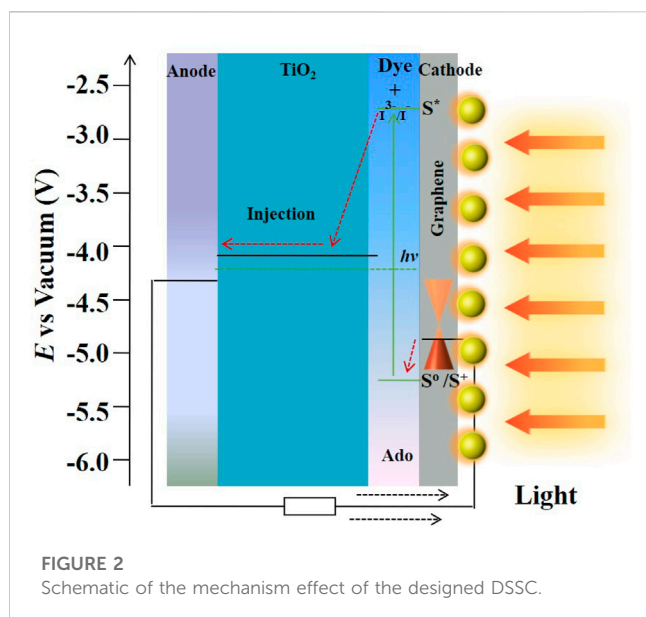 Anode
TiO₂
Dye
+
I³⁻/I⁻
Cathode
S*
E vs Vacuum (V)
-2.5
-3.0
-3.5
-4.0
-4.5
-5.0
-5.5
-6.0
Injection
Graphene
hv
S⁰/S⁺
Ado
Light
FIGURE 2
Schematic of the mechanism effect of the designed DSSC.